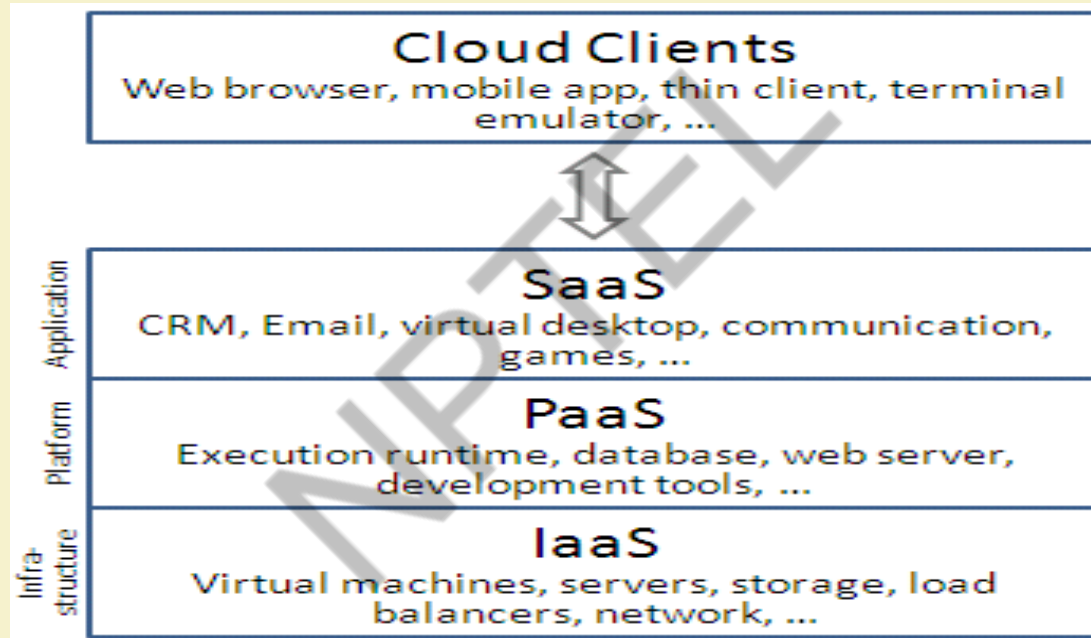 Cloud Clients
Web browser, mobile app, thin client, terminal
emulator, ...
Application
SaaS
CRM, Email, virtual desktop, communication,
games, ...
Platform
PaaS
Execution runtime, database, web server,
development tools, ...
Infra-
structure
IaaS
Virtual machines, servers, storage, load
balancers, network, ...
NPTEL